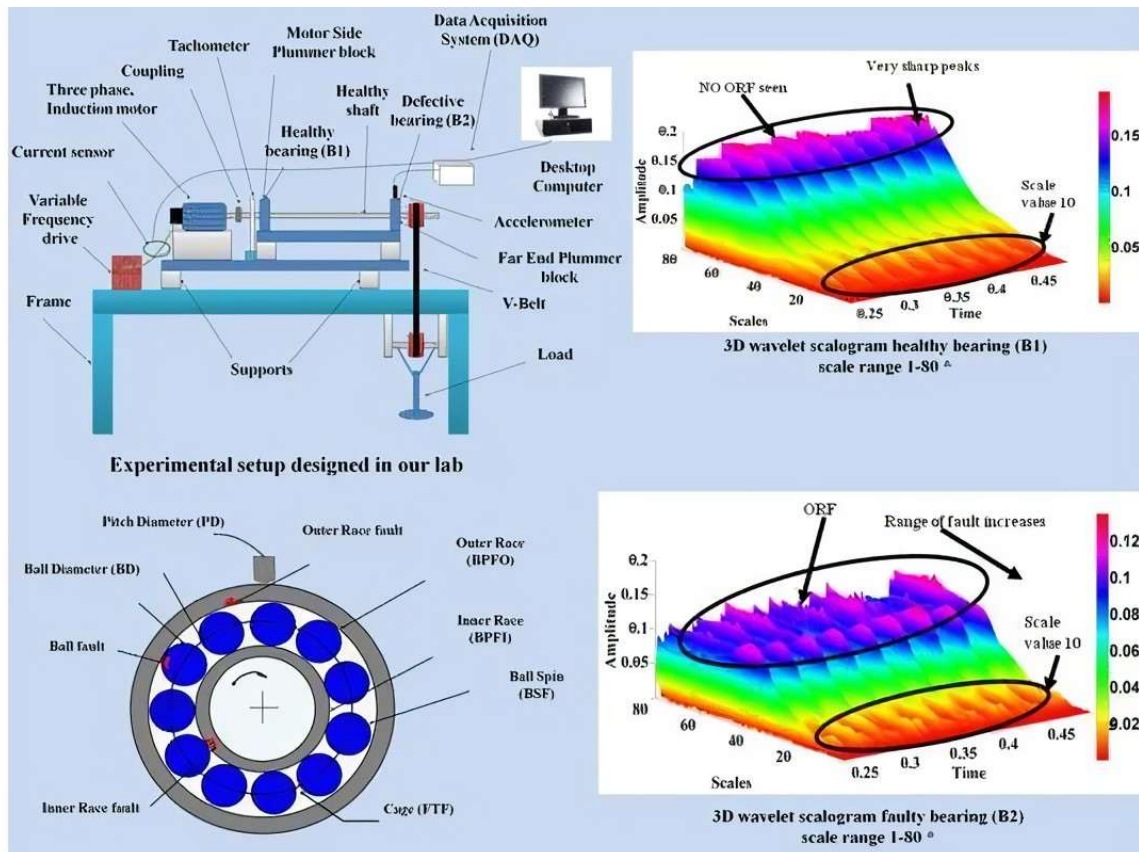 Data Acquisition
System (DAQ)
Motor Side
Plummer block
Tachometer
Coupling
Three phase,
Induction motor
Healthy
shaft
Defective
bearing (B2)
Healthy
bearing (B1)
Current sensor
Desktop
Computer
Variable
Frequency
drive
Accelerometer
Far End Plummer
block
V-Belt
Frame
Supports
Load
Experimental setup designed in our lab
Very sharp peaks
NO ORF seen
Scale
value 10
Amplitude
0.2
0.15
0.1
0.05
80
60
40
20
Scales
0.25
0.3
0.35
0.4
0.45
Time
0.15
0.1
0.05
3D wavelet scalogram healthy bearing (B1)
scale range 1-80
Pitch Diameter (PD)
Outer Race fault
Ball Diameter (BD)
Outer Race
(BPFO)
Inner Race
(BPFI)
Ball fault
Ball Spin
(BSF)
Inner Race fault
Cage (FTF)
ORF
Range of fault increases
Scale
value 10
Amplitude
0.2
0.15
0.1
0.05
80
60
40
20
Scales
0.25
0.3
0.35
0.4
0.45
Time
0.12
0.1
0.08
0.06
0.04
0.02
3D wavelet scalogram faulty bearing (B2)
scale range 1-80